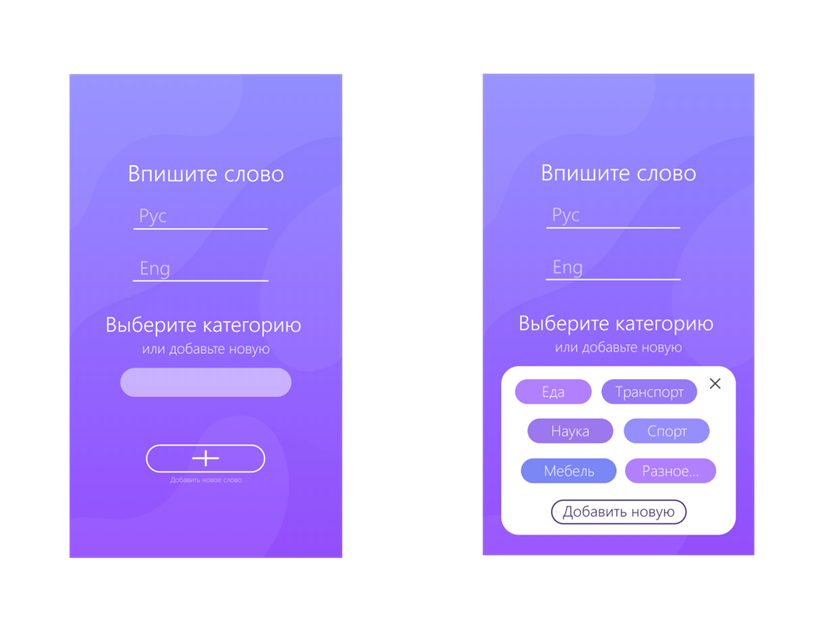 Впишите слово
Рус
Eng
Выберите категорию
или добавьте новую
Добавить новое слово
Впишите слово
Рус
Eng
Выберите категорию
или добавьте новую
Еда Транспорт
Наука Спорт
Мебель Разное...
Добавить новую